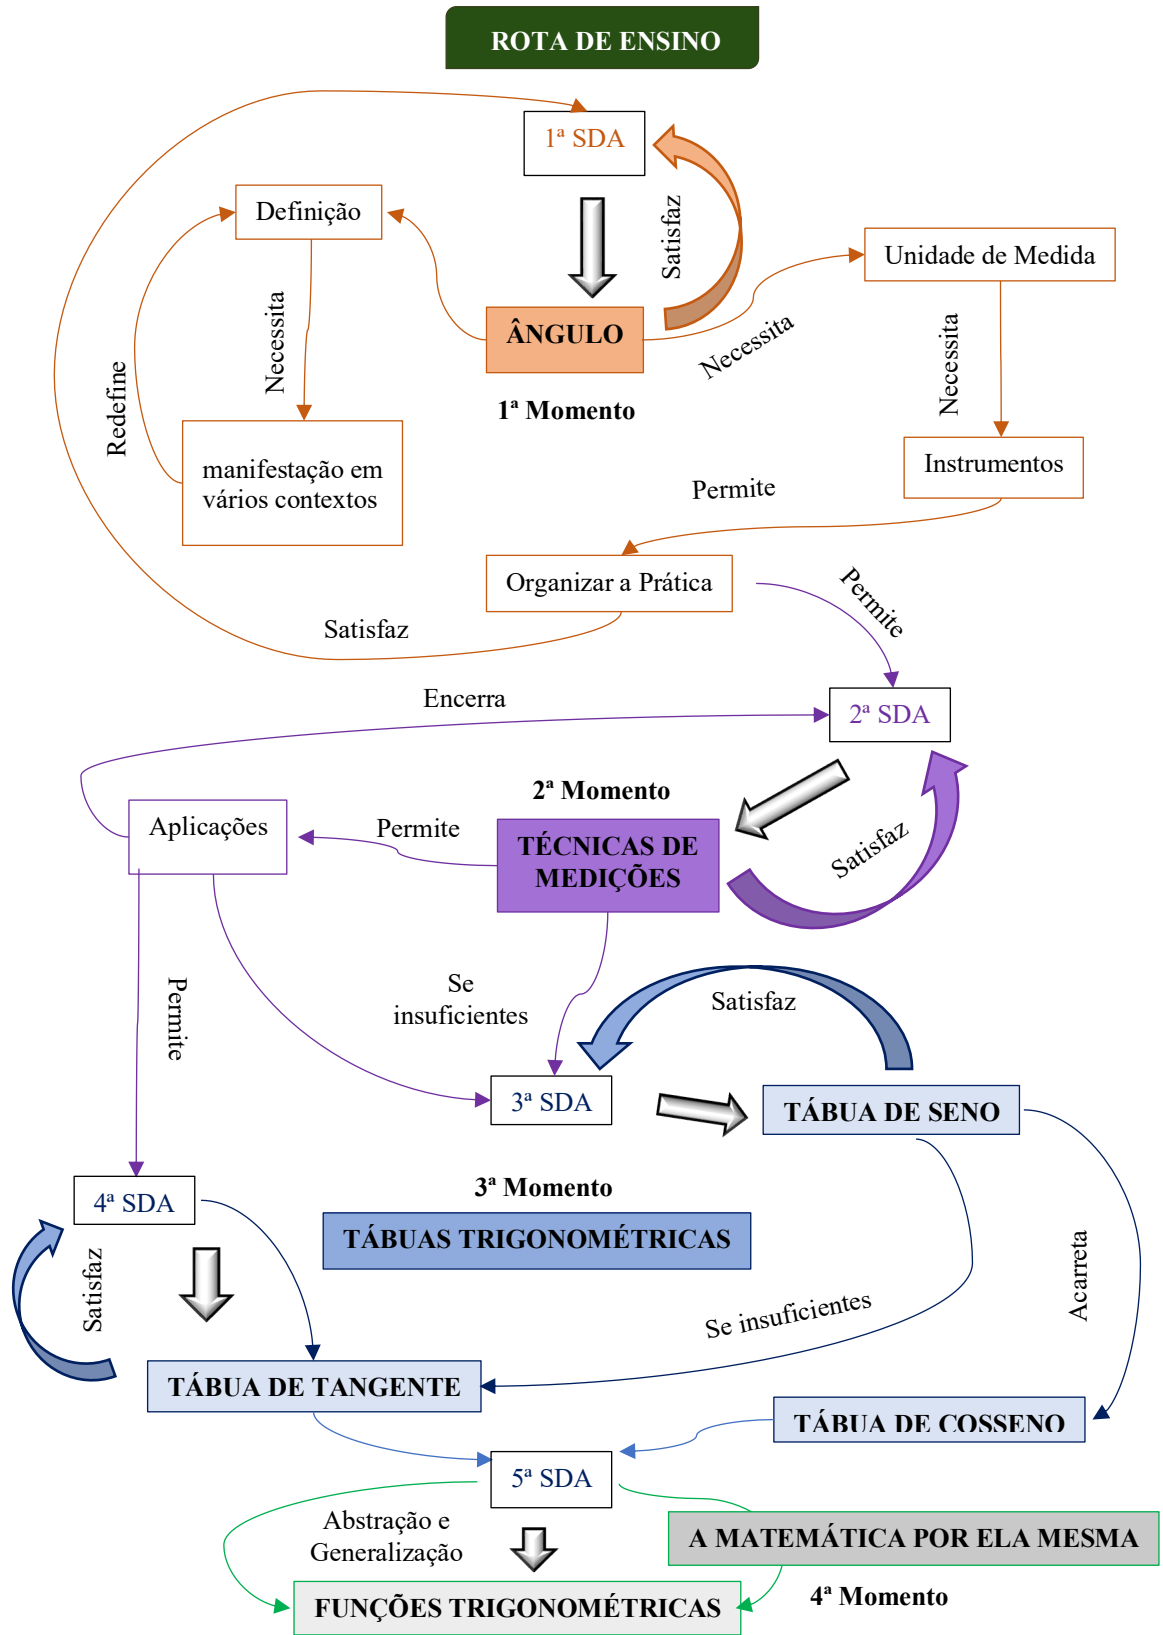 ROTA DE ENSINO
1ª SDA
Satisfaz
Definição
Unidade de Medida
Necessita
Redefine
ÂNGULO
Necessita
Necessita
1ª Momento
manifestação em
vários contextos
Instrumentos
Permite
Organizar a Prática
Permite
Satisfaz
Encerra
2ª SDA
2ª Momento
Aplicações
Permite
TÉCNICAS DE
MEDIÇÕES
Satisfaz
Permite
Se
insuficientes
Satisfaz
3ª SDA
TÁBUA DE SENO
4ª SDA
3ª Momento
TÁBUAS TRIGONOMÉTRICAS
Satisfaz
Acarreta
Se insuficientes
TÁBUA DE TANGENTE
TÁBUA DE COSSENO
5ª SDA
Abstração e
Generalização
A MATEMÁTICA POR ELA MESMA
4ª Momento
FUNÇÕES TRIGONOMÉTRICAS